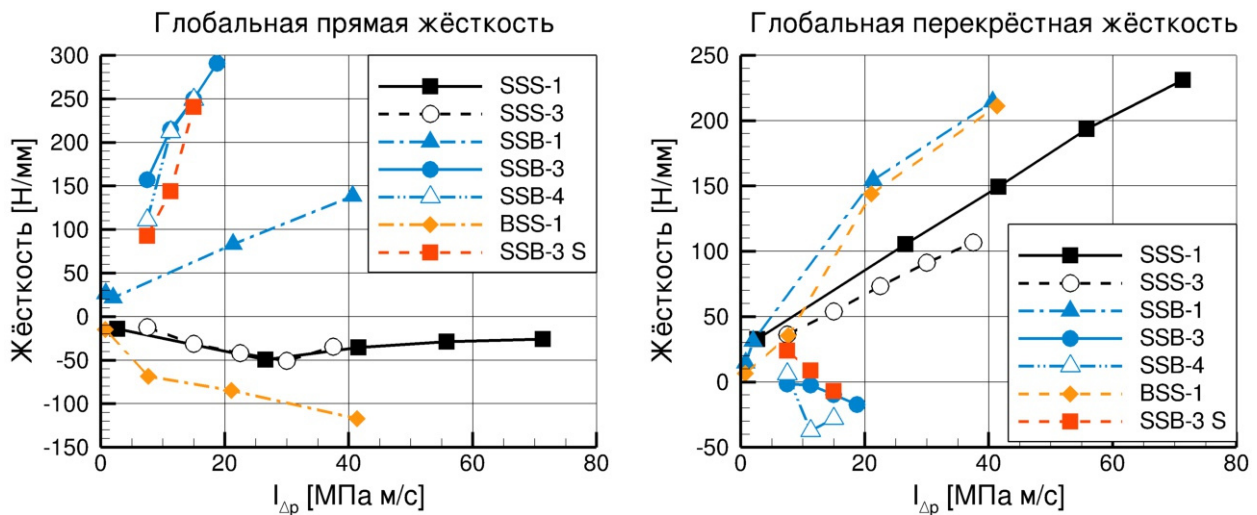 Глобальная прямая жёсткость
Жёсткость [Н/мм]
300
250
200
150
100
50
0
-50
-100
-150
0 20 40 60 80
I∆p [МПа м/с]
SSS-1
SSS-3
SSB-1
SSB-3
SSB-4
BSS-1
SSB-3 S
Глобальная перекрёстная жёсткость
Жёсткость [Н/мм]
250
200
150
100
50
0
-50
0 20 40 60 80
I∆p [МПа м/с]
SSS-1
SSS-3
SSB-1
SSB-3
SSB-4
BSS-1
SSB-3 S